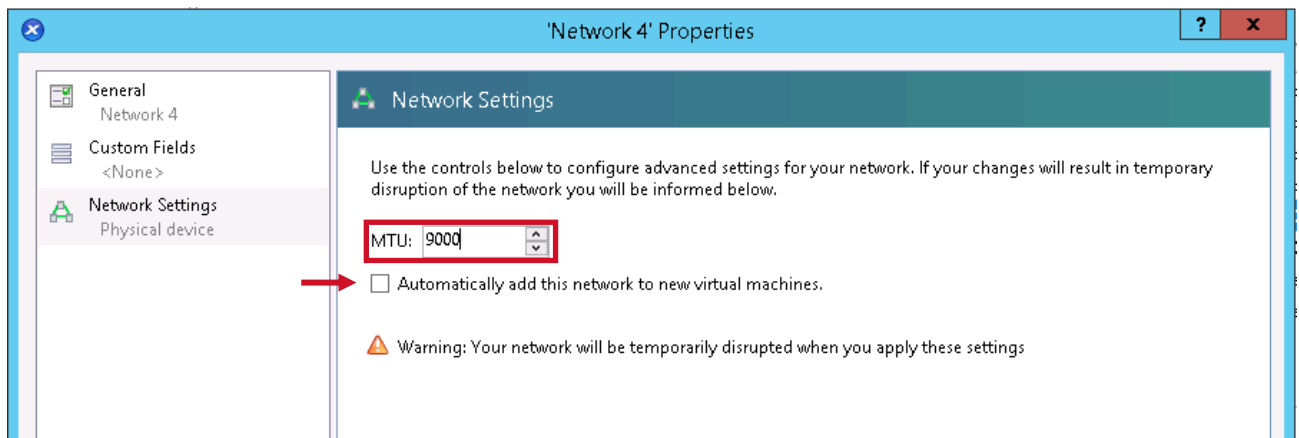 'Network 4' Properties
?
x
General
Network 4
Custom Fields
<None>
Network Settings
Physical device
Network Settings
Use the controls below to configure advanced settings for your network. If your changes will result in temporary
disruption of the network you will be informed below.
MTU: 9000
Automatically add this network to new virtual machines.
Warning: Your network will be temporarily disrupted when you apply these settings